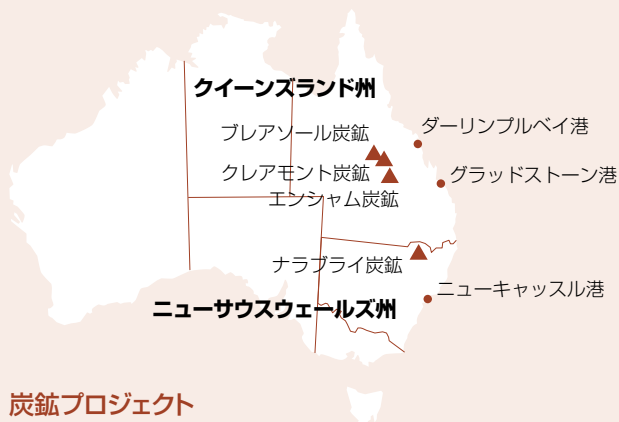 クイーンズランド州
ブレアソール炭鉱
ダーリンプルベイ港
クレアモント炭鉱
グラッドストーン港
エンシャム炭鉱
ナラブライ炭鉱
ニューキャッスル港
ニューサウスウェールズ州
炭鉱プロジェクト